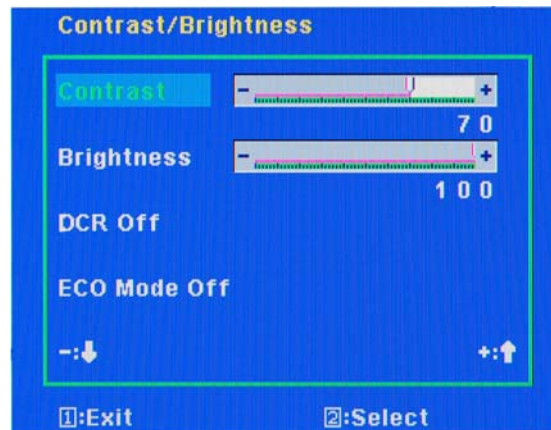 Contrast/Brightness
Contrast - +
70
Brightness - +
100
DCR Off
ECO Mode Off
-:⬇ +:⬆
1:Exit 2:Select